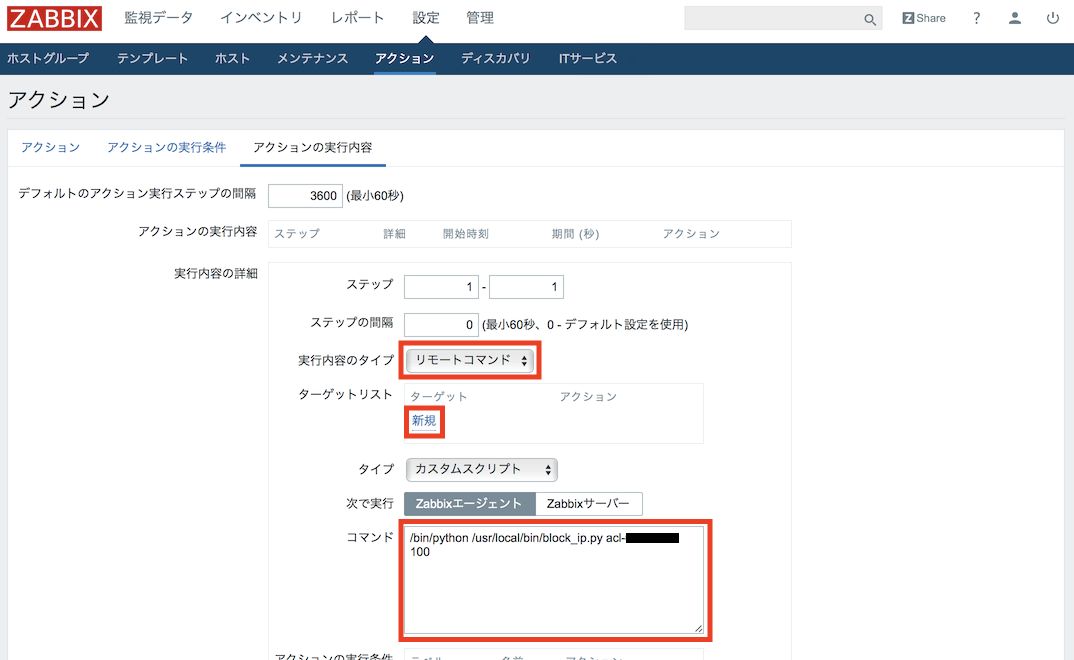 ZABBIX 監視データ インベントリ レポート 設定 管理 Z Share ?
ホストグループ テンプレート ホスト メンテナンス アクション ディスカバリ ITサービス
アクション
アクション アクションの実行条件 アクションの実行内容
デフォルトのアクション実行ステップの間隔 3600 (最小60秒)
アクションの実行内容 ステップ 詳細 開始時刻 期間 (秒) アクション
実行内容の詳細
ステップ 1 - 1
ステップの間隔 0 (最小60秒、0 - デフォルト設定を使用)
実行内容のタイプ リモートコマンド
ターゲットリスト ターゲット アクション
新規
タイプ カスタムスクリプト
次で実行 Zabbixエージェント Zabbixサーバー
コマンド /bin/python /usr/local/bin/block_ip.py acl-
100
アクションの実行条件 ラベル 名前 アクション